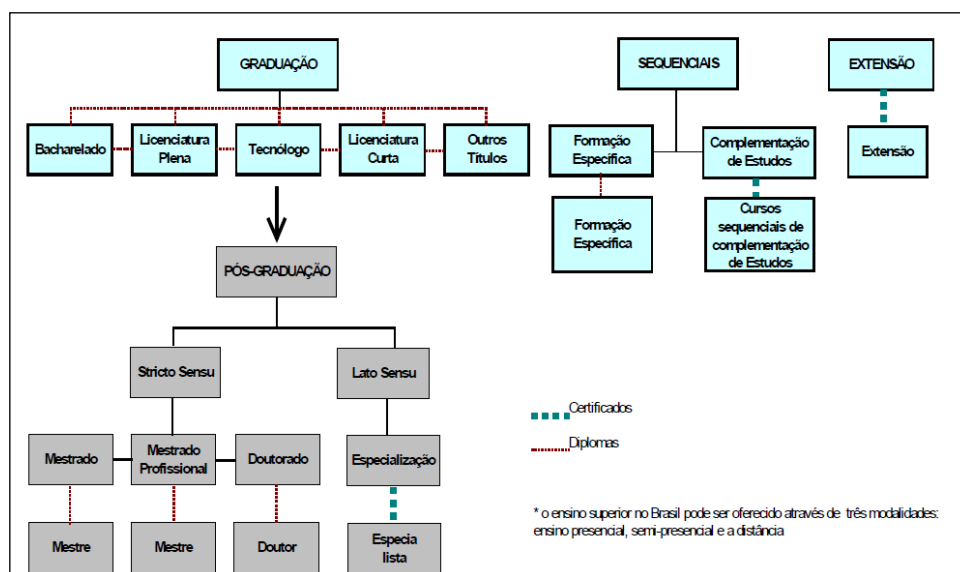 GRADUAÇÃO
SEQUENCIAIS
EXTENSÃO
Bacharelado
Licenciatura
Plena
Tecnólogo
Licenciatura
Curta
Outros
Títulos
Formação
Específica
Complementação
de Estudos
Extensão
Formação
Específica
Cursos
sequenciais de
complementação
de Estudos
PÓS-GRADUAÇÃO
Stricto Sensu
Lato Sensu
Mestrado
Mestrado
Profissional
Doutorado
Especialização
Mestre
Mestre
Doutor
Especia
lista
Certificados
Diplomas
* o ensino superior no Brasil pode ser oferecido através de três modalidades:
ensino presencial, semi-presencial e a distância